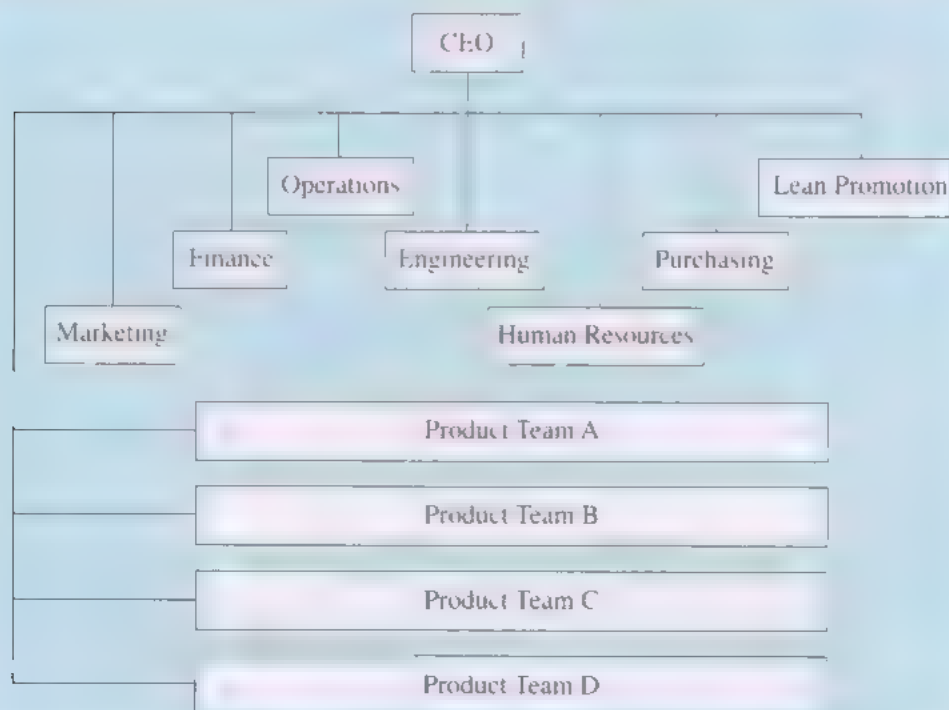 CEO
Operations
Lean Promotion
Finance
Engineering
Purchasing
Marketing
Human Resources
Product Team A
Product Team B
Product Team C
Product Team D